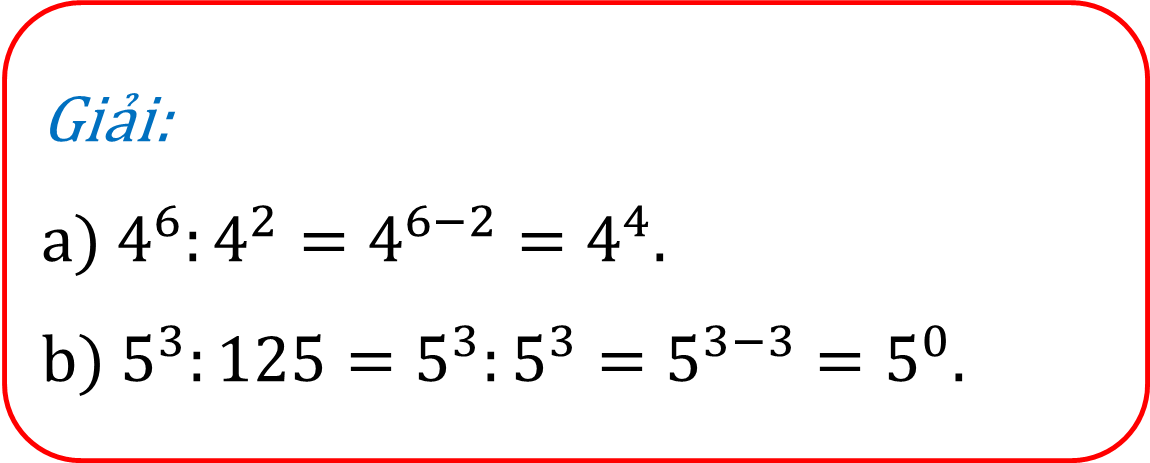 Giải:
a) 4⁶: 4² = 4⁶⁻² = 4⁴.
b) 5³: 125 = 5³: 5³ = 5³⁻³ = 5⁰.